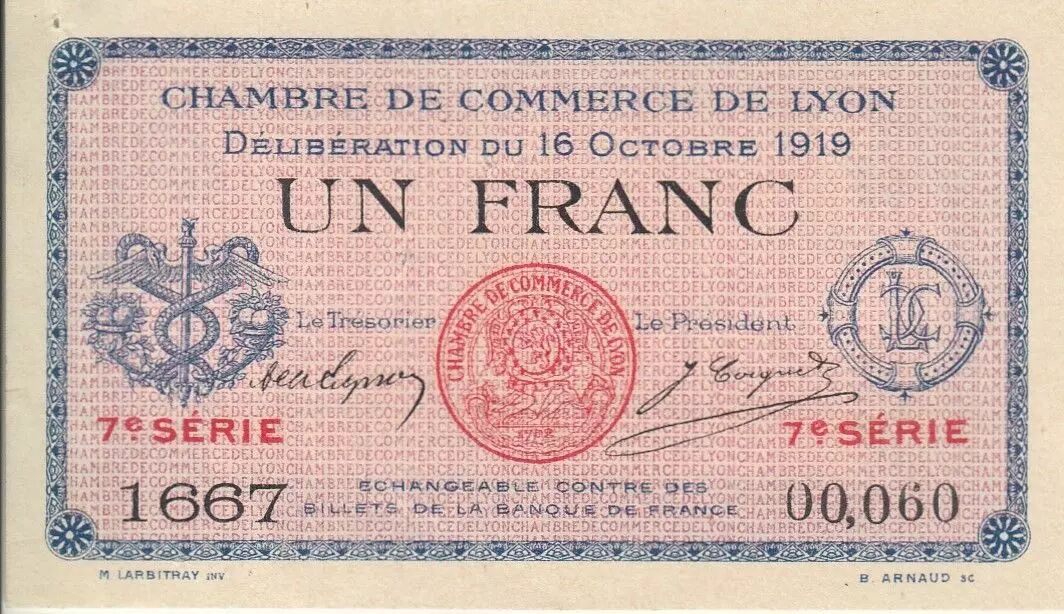 CHAMBRE DE COMMERCE DE LYON
DÉLIBÉRATION DU 16 OCTOBRE 1919
UN FRANC
Le Trésorier
CHAMBRE DE COMMERCE DE LYON
1702
Le Président
7e SÉRIE
7e SÉRIE
1667
ECHANGEABLE CONTRE DES
BILLETS DE LA BANQUE DE FRANCE
00,060
M. LARBITRAY INV
B. ARNAUD SC